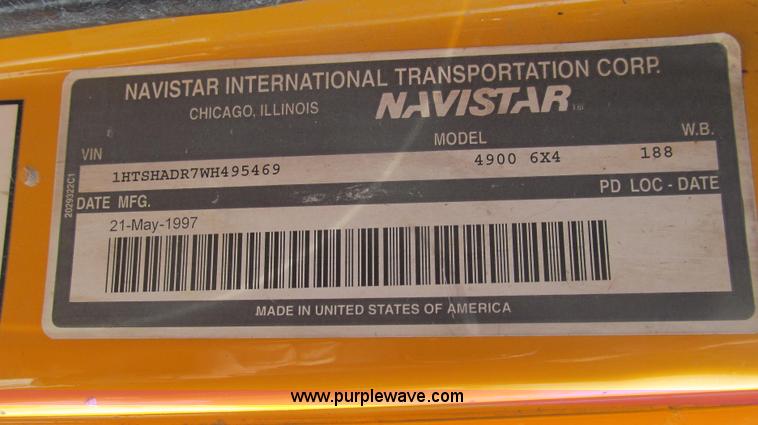 NAVISTAR INTERNATIONAL TRANSPORTATION CORP.
CHICAGO, ILLINOIS NAVISTAR
VIN MODEL W.B.
1HTSHADR7WH495469 4900 6X4 188
DATE MFG. PD LOC - DATE
21-May-1997
MADE IN UNITED STATES OF AMERICA
2029322C1
www.purplewave.com